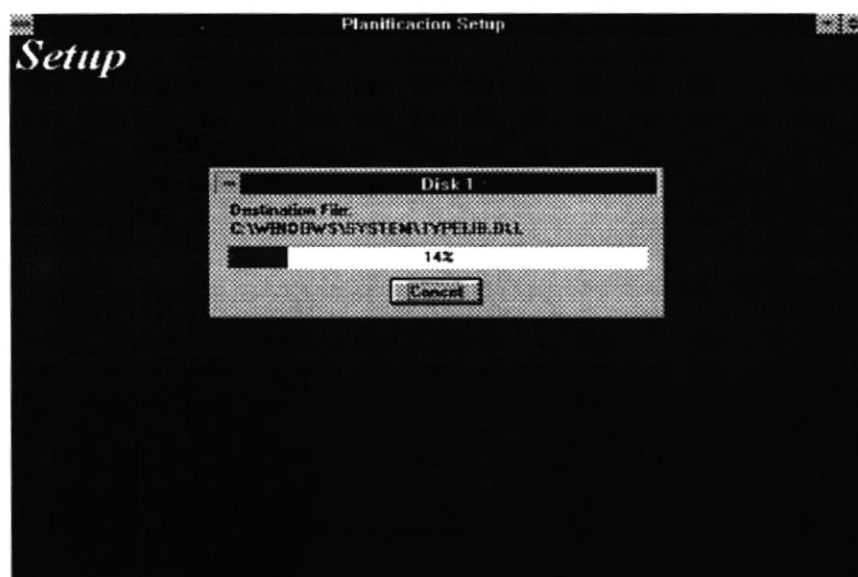 Planificacion Setup
Setup
Disk 1
Destination File:
C:\WINDOWS\SYSTEM\TYPELIB.DLL
14%
Cancel